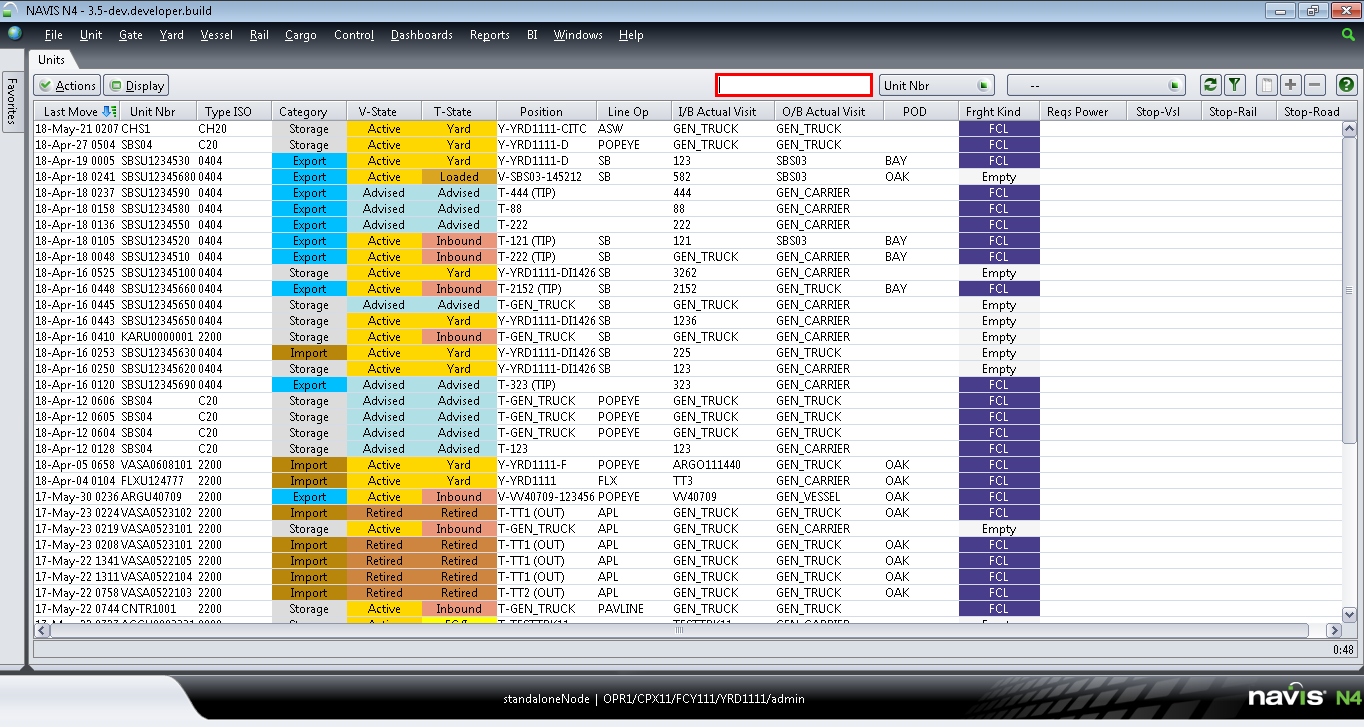 NAVIS N4 - 3.5-dev.developer.build
File Unit Gate Yard Vessel Rail Cargo Control Dashboards Reports BI Windows Help
Favorites
Units
Actions Display Unit Nbr --
Last Move Unit Nbr Type ISO Category V-State T-State Position Line Op I/B Actual Visit O/B Actual Visit POD Frght Kind Reqs Power Stop-Vsl Stop-Rail Stop-Road
18-May-21 0207 CHS1 CH20 Storage Active Yard Y-YRD1111-CITC ASW GEN_TRUCK GEN_TRUCK FCL
18-Apr-27 0504 SBS04 C20 Storage Active Yard Y-YRD1111-D POPEYE GEN_TRUCK GEN_TRUCK FCL
18-Apr-19 0005 SBSU1234530 0404 Export Active Yard Y-YRD1111-D SB 123 SBS03 BAY FCL
18-Apr-18 0241 SBSU12345680 0404 Export Active Loaded V-SBS03-145212 SB 582 SBS03 OAK Empty
18-Apr-18 0237 SBSU1234590 0404 Export Advised Advised T-444 (TIP) 444 GEN_CARRIER FCL
18-Apr-18 0158 SBSU1234580 0404 Export Advised Advised T-88 88 GEN_CARRIER FCL
18-Apr-18 0136 SBSU1234550 0404 Export Advised Advised T-222 222 GEN_CARRIER FCL
18-Apr-18 0105 SBSU1234520 0404 Export Active Inbound T-121 (TIP) SB 121 SBS03 BAY FCL
18-Apr-18 0048 SBSU1234510 0404 Export Active Inbound T-222 (TIP) SB GEN_TRUCK GEN_CARRIER BAY FCL
18-Apr-16 0525 SBSU12345100 0404 Storage Active Yard Y-YRD1111-DI1426 SB 3262 GEN_CARRIER Empty
18-Apr-16 0448 SBSU12345660 0404 Export Active Inbound T-2152 (TIP) SB 2152 GEN_CARRIER BAY FCL
18-Apr-16 0445 SBSU12345650 0404 Storage Advised Advised T-GEN_TRUCK SB GEN_TRUCK GEN_CARRIER Empty
18-Apr-16 0443 SBSU12345650 0404 Storage Active Yard Y-YRD1111-DI1426 SB 1236 GEN_CARRIER Empty
18-Apr-16 0410 KARU0000001 2200 Storage Active Inbound T-GEN_TRUCK SB GEN_TRUCK GEN_CARRIER Empty
18-Apr-16 0253 SBSU12345630 0404 Import Active Yard Y-YRD1111-DI1426 SB 225 GEN_TRUCK Empty
18-Apr-16 0250 SBSU12345620 0404 Storage Active Yard Y-YRD1111-DI1426 SB 123 GEN_CARRIER Empty
18-Apr-16 0120 SBSU12345690 0404 Export Advised Advised T-323 (TIP) 323 GEN_CARRIER FCL
18-Apr-12 0606 SBS04 C20 Storage Advised Advised T-GEN_TRUCK POPEYE GEN_TRUCK GEN_TRUCK FCL
18-Apr-12 0605 SBS04 C20 Storage Advised Advised T-GEN_TRUCK POPEYE GEN_TRUCK GEN_TRUCK FCL
18-Apr-12 0604 SBS04 C20 Storage Advised Advised T-GEN_TRUCK POPEYE GEN_TRUCK GEN_TRUCK FCL
18-Apr-12 0128 SBS04 C20 Storage Advised Advised T-123 123 GEN_CARRIER FCL
18-Apr-05 0658 VASA0608101 2200 Import Active Yard Y-YRD1111-F POPEYE ARGO111440 GEN_TRUCK OAK FCL
18-Apr-04 0104 FLXU124777 2200 Import Active Yard Y-YRD1111 FLX TT3 GEN_CARRIER OAK FCL
17-May-30 0236 ARGU40709 2200 Export Active Inbound V-VV40709-123456 POPEYE VV40709 GEN_VESSEL OAK FCL
17-May-23 0224 VASA0523102 2200 Import Retired Retired T-TT1 (OUT) APL GEN_TRUCK GEN_TRUCK OAK FCL
17-May-23 0219 VASA0523101 2200 Storage Active Inbound T-GEN_TRUCK APL GEN_TRUCK GEN_CARRIER Empty
17-May-23 0208 VASA0523101 2200 Import Retired Retired T-TT1 (OUT) APL GEN_TRUCK GEN_TRUCK OAK FCL
17-May-22 1341 VASA0522105 2200 Import Retired Retired T-TT1 (OUT) APL GEN_TRUCK GEN_TRUCK OAK FCL
17-May-22 1311 VASA0522104 2200 Import Retired Retired T-TT1 (OUT) APL GEN_TRUCK GEN_TRUCK OAK FCL
17-May-22 0758 VASA0522103 2200 Import Retired Retired T-TT2 (OUT) APL GEN_TRUCK GEN_TRUCK OAK FCL
17-May-22 0744 CNTR1001 2200 Storage Active Inbound T-GEN_TRUCK PAVLINE GEN_TRUCK GEN_TRUCK FCL
0:48
standaloneNode | OPR1/CPX11/FCY111/YRD1111/admin
navis N4